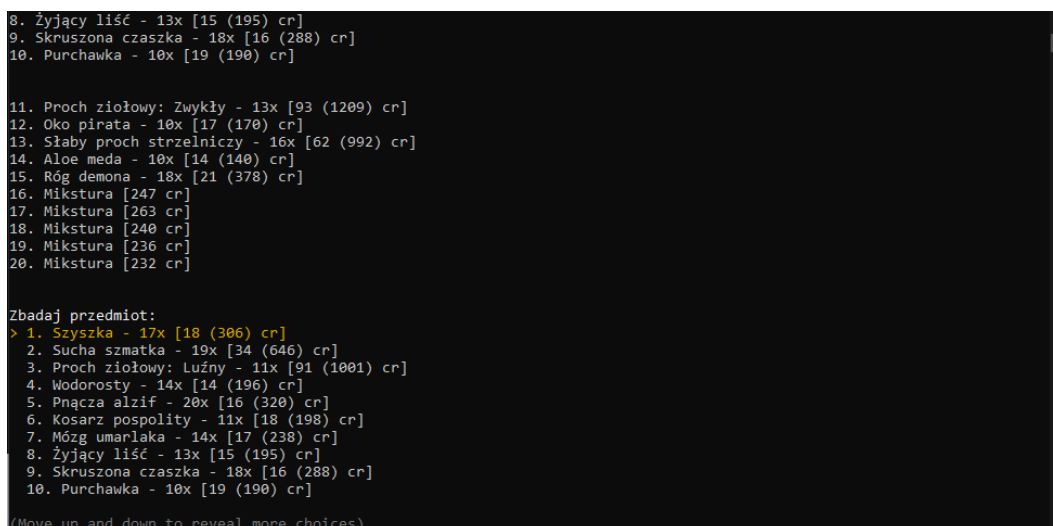 8. Żyjący liść - 13x [15 (195) cr]
9. Skruszona czaszka - 18x [16 (288) cr]
10. Purchawka - 10x [19 (190) cr]
11. Proch ziołowy: Zwykły - 13x [93 (1209) cr]
12. Oko pirata - 10x [17 (170) cr]
13. Słaby proch strzelniczy - 16x [62 (992) cr]
14. Aloe meda - 10x [14 (140) cr]
15. Róg demona - 18x [21 (378) cr]
16. Mikstura [247 cr]
17. Mikstura [263 cr]
18. Mikstura [240 cr]
19. Mikstura [236 cr]
20. Mikstura [232 cr]
Zbadaj przedmiot:
> 1. Szyszka - 17x [18 (306) cr]
2. Sucha szmatka - 19x [34 (646) cr]
3. Proch ziołowy: Luźny - 11x [91 (1001) cr]
4. Wodorosty - 14x [14 (196) cr]
5. Pnącza alzif - 20x [16 (320) cr]
6. Kosarz pospolity - 11x [18 (198) cr]
7. Mózg umarlaka - 14x [17 (238) cr]
8. Żyjący liść - 13x [15 (195) cr]
9. Skruszona czaszka - 18x [16 (288) cr]
10. Purchawka - 10x [19 (190) cr]
(Move up and down to reveal more choices)